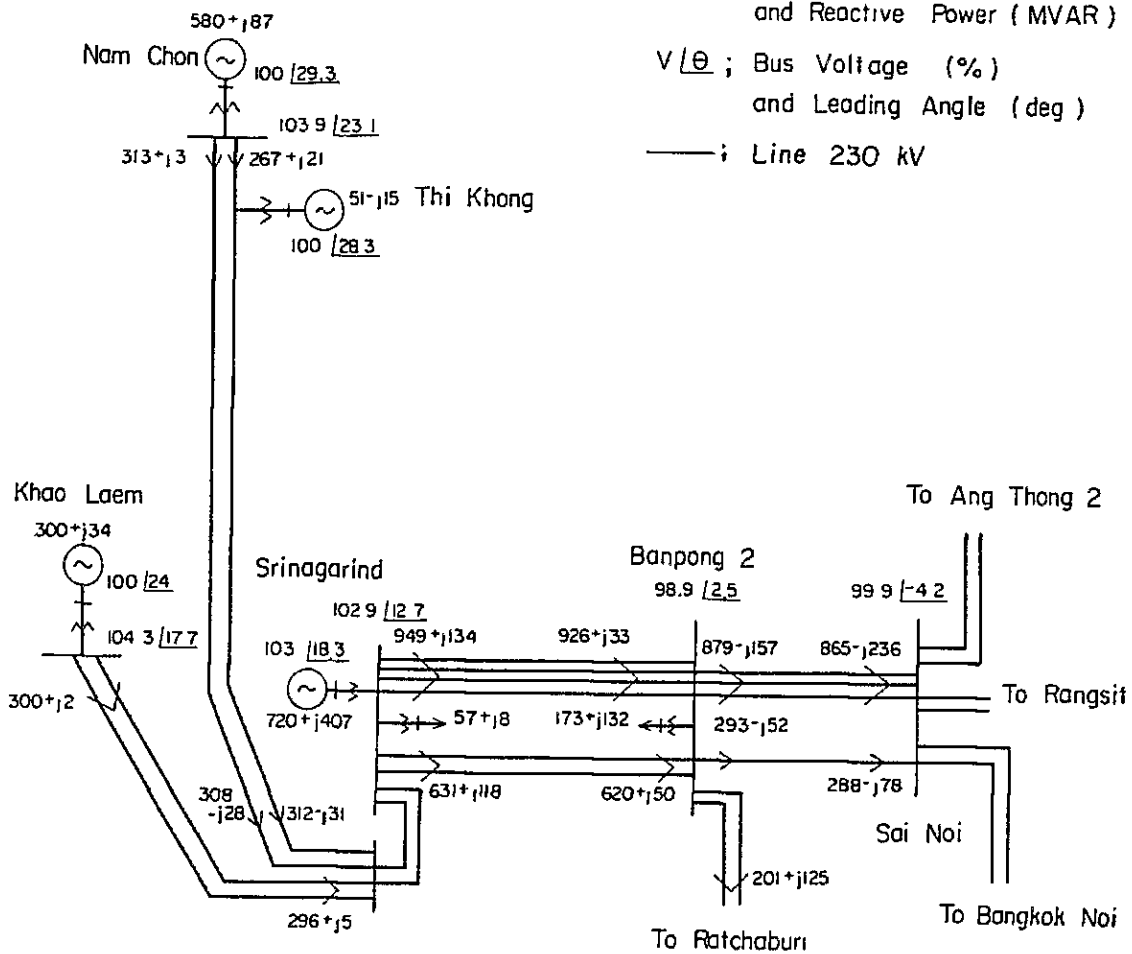 580+j87
and Reactive Power (MVAR)
Nam Chon
100 /29.3
V/θ ; Bus Voltage (%)
and Leading Angle (deg)
103 9 /23 1
313+j3
267+j21
; Line 230 kV
51-j15 Thi Khong
100 /28 3
Khao Laem
300+j34
To Ang Thong 2
Srinagarind
Banpong 2
100 /24
98.9 /2.5
99 9 /-4 2
102 9 /12 7
104 3 /17.7
949+j134
926+j33
879-j157
865-j236
103 /18.3
300+j2
To Rangsit
720+j407
57+j8
173+j132
293-j52
631+j118
620+j50
288-j78
308
-j28
312-j31
Sai Noi
201+j125
296+j5
To Bangkok Noi
To Ratchaburi